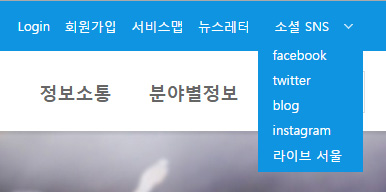 Login 회원가입 서비스맵 뉴스레터 소셜 SNS
정보소통 분야별정보
facebook
twitter
blog
instagram
라이브 서울